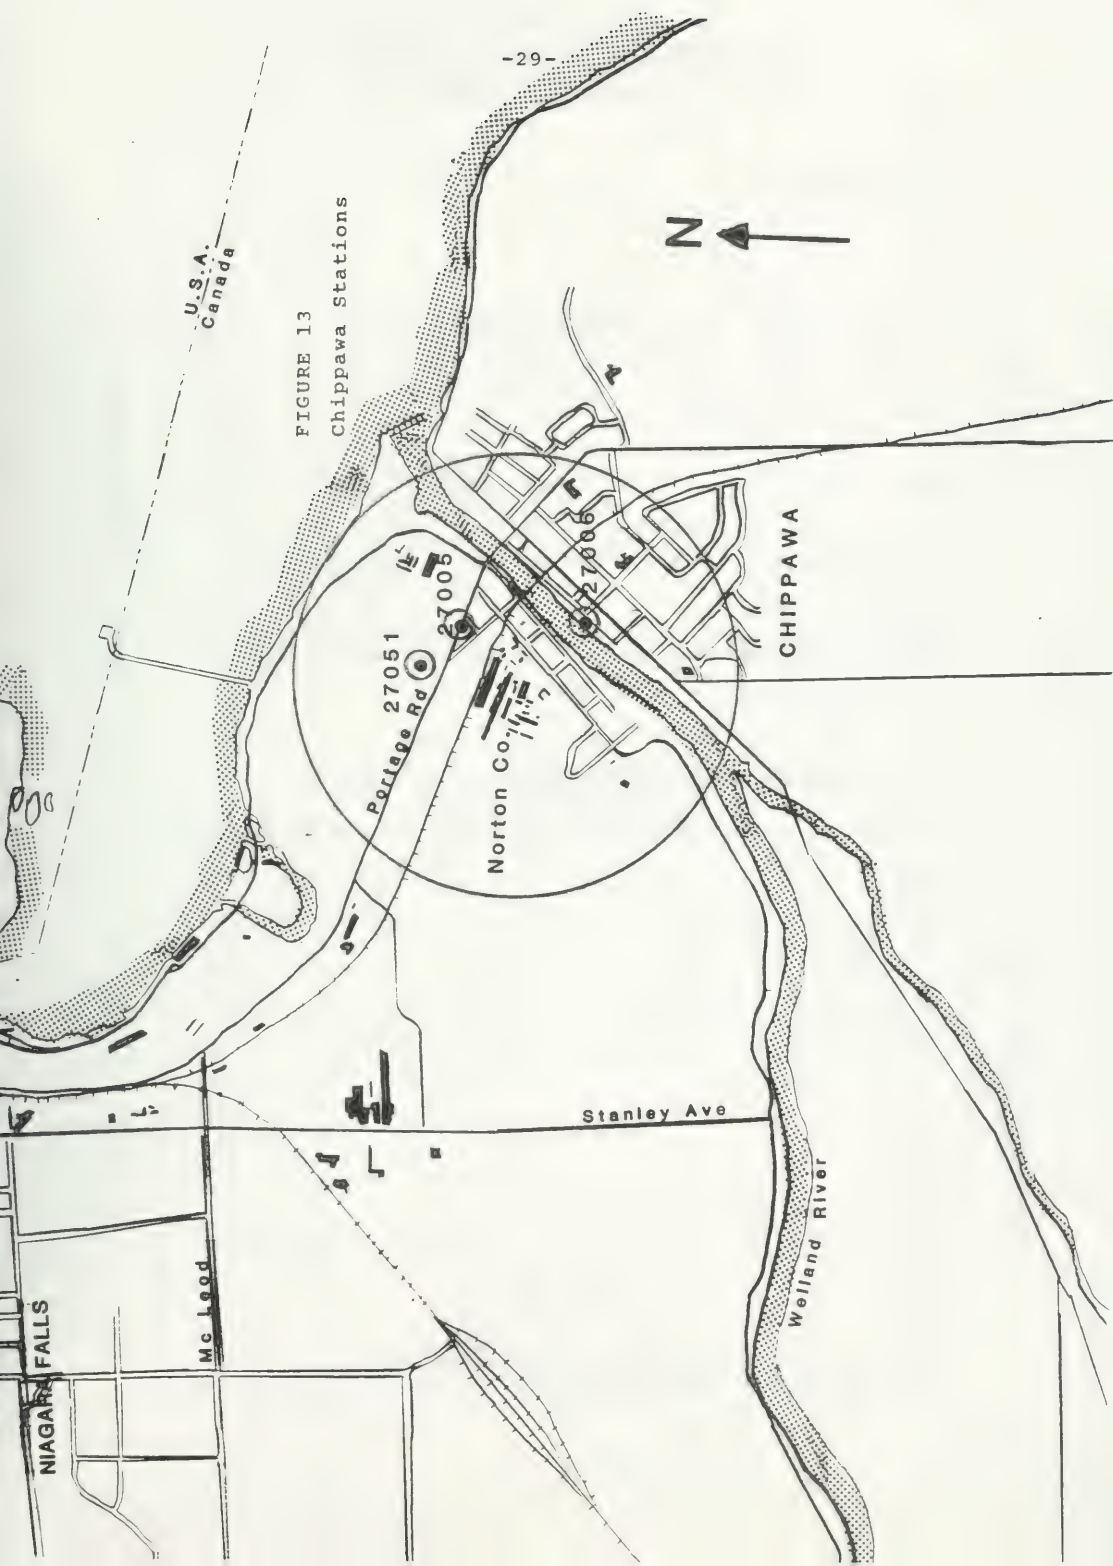 -29-
FIGURE 13
Chippawa Stations
U.S.A.
Canada
N
27005
27051
27006
Portage Rd
Norton Co.
CHIPPAWA
Stanley Ave
Welland River
Mc Leod
NIAGARA FALLS